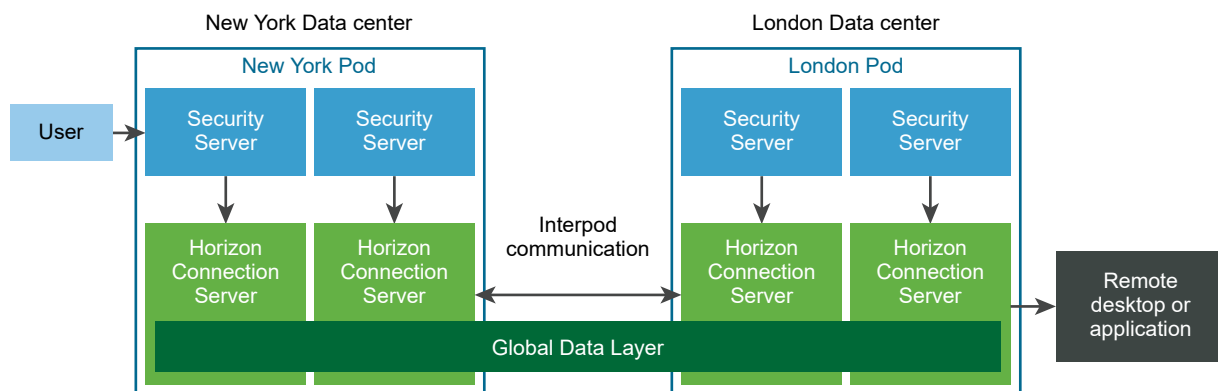 New York Data center
London Data center
New York Pod
London Pod
User
Security
Server
Security
Server
Security
Server
Security
Server
Interpod
communication
Horizon
Connection
Server
Horizon
Connection
Server
Horizon
Connection
Server
Horizon
Connection
Server
Remote
desktop or
application
Global Data Layer